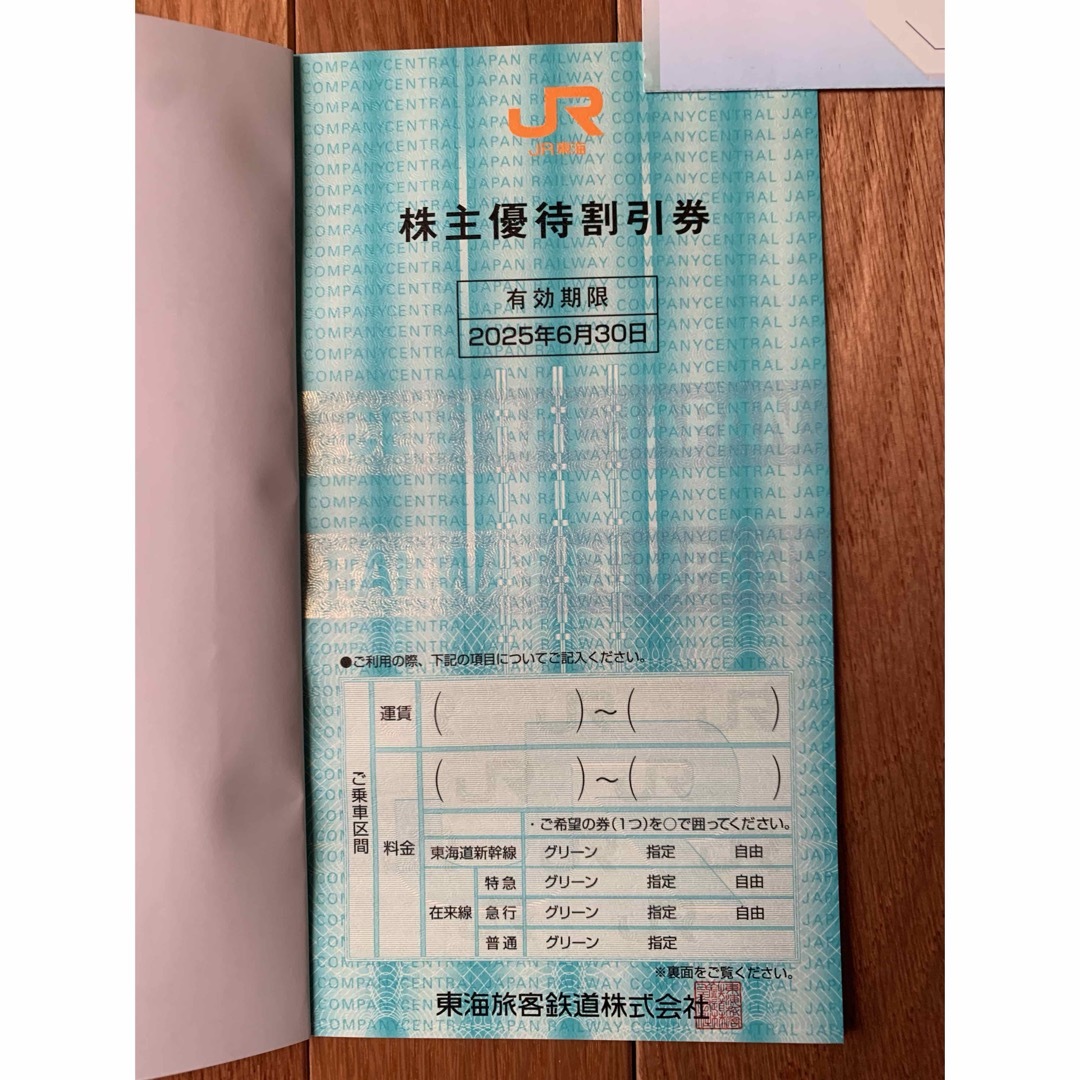 JR
JR東海
株主優待割引券
有効期限
2025年6月30日
●ご利用の際、下記の項目についてご記入ください。
ご乗車区間
運賃 ( )～( )
料金 ( )～( )
・ご希望の券(1つ)を○で囲ってください。
東海道新幹線 グリーン 指定 自由
在来線 特急 グリーン 指定 自由
急行 グリーン 指定 自由
普通 グリーン 指定
※裏面をご覧ください。
東海旅客鉄道株式会社
COMPANYCENTRAL JAPAN RAILWAY COMPANYCENTRAL JAPAN RAILWAY